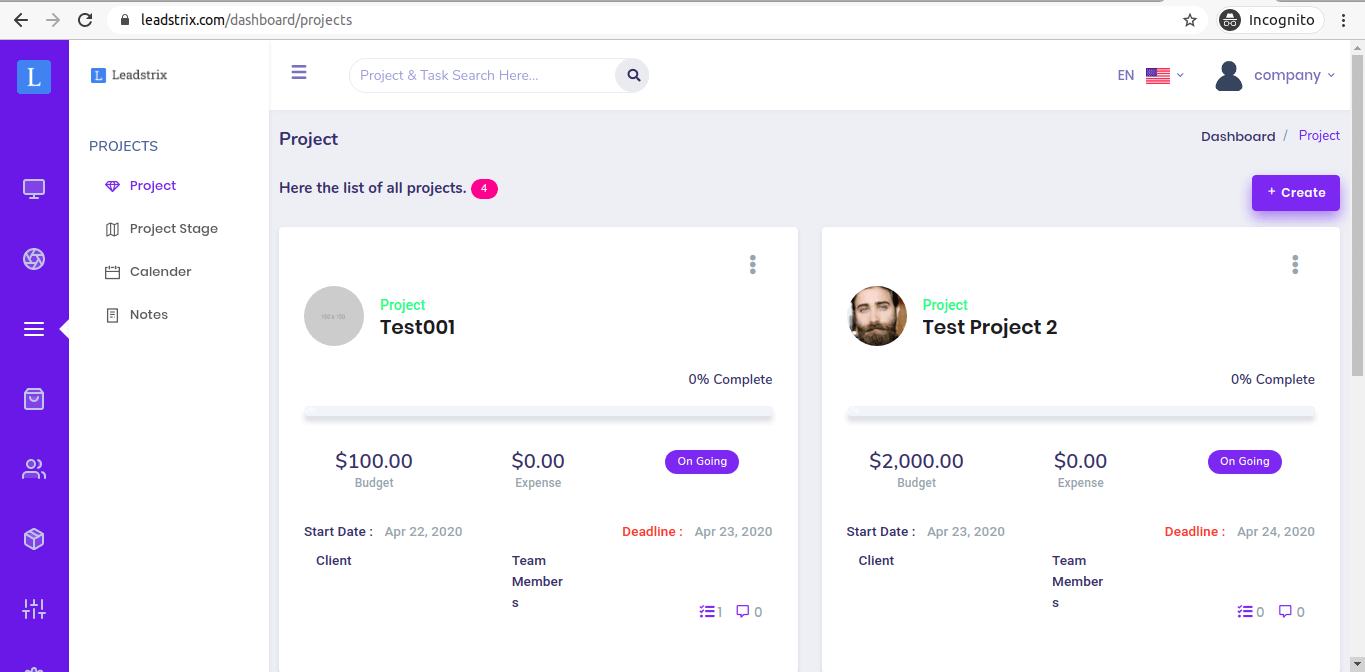 leadstrix.com/dashboard/projects
Incognito
L
L Leadstrix
Project & Task Search Here...
EN
company
PROJECTS
Project
Project Stage
Calender
Notes
Project
Dashboard / Project
Here the list of all projects. 4
+ Create
150 x 150
Project
Test001
0% Complete
$100.00
Budget
$0.00
Expense
On Going
Start Date : Apr 22, 2020
Deadline : Apr 23, 2020
Client
Team
Member
s
1
0
Project
Test Project 2
0% Complete
$2,000.00
Budget
$0.00
Expense
On Going
Start Date : Apr 23, 2020
Deadline : Apr 24, 2020
Client
Team
Member
s
0
0